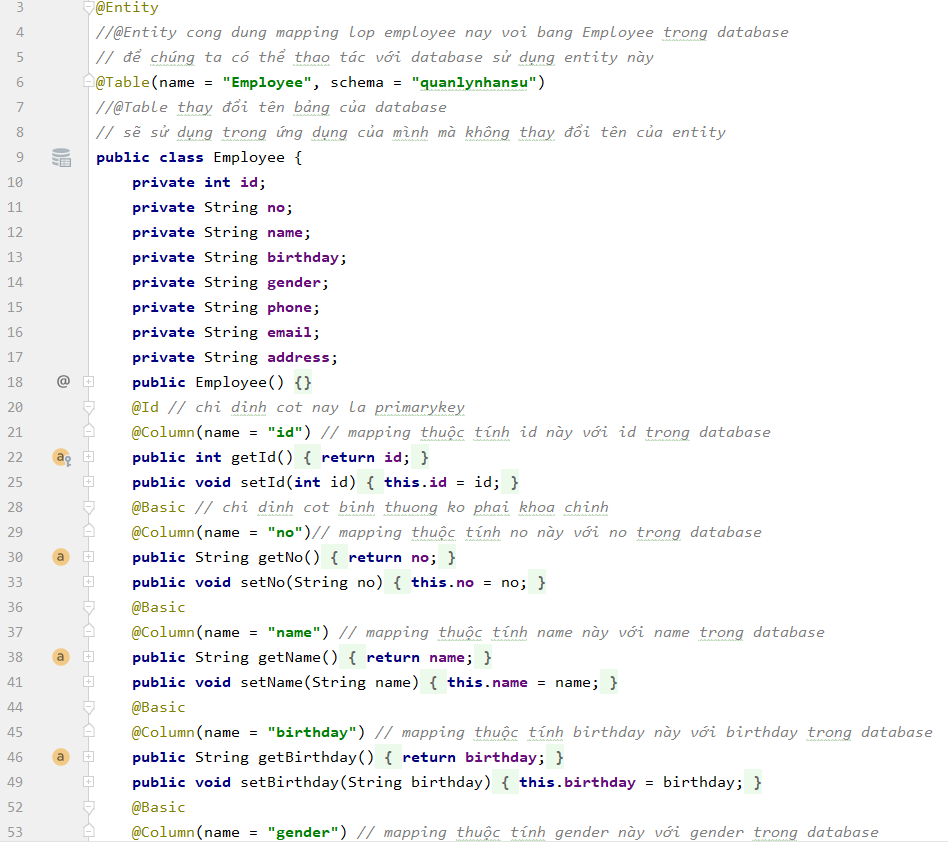 3 @Entity
4 //@Entity cong dung mapping lop employee nay voi bang Employee trong database
5 // để chúng ta có thể thao tác với database sử dụng entity này
6 @Table(name = "Employee", schema = "quanlynhansu")
7 //@Table thay đổi tên bảng của database
8 // sẽ sử dụng trong ứng dụng của mình mà không thay đổi tên của entity
9 public class Employee {
10 private int id;
11 private String no;
12 private String name;
13 private String birthday;
14 private String gender;
15 private String phone;
16 private String email;
17 private String address;
18 @ public Employee() {}
20 @Id // chi dinh cot nay la primarykey
21 @Column(name = "id") // mapping thuộc tính id này với id trong database
22 a public int getId() { return id; }
25 public void setId(int id) { this.id = id; }
28 @Basic // chi dinh cot binh thuong ko phai khoa chinh
29 @Column(name = "no")// mapping thuộc tính no này với no trong database
30 a public String getNo() { return no; }
33 public void setNo(String no) { this.no = no; }
36 @Basic
37 @Column(name = "name") // mapping thuộc tính name này với name trong database
38 a public String getName() { return name; }
41 public void setName(String name) { this.name = name; }
44 @Basic
45 @Column(name = "birthday") // mapping thuộc tính birthday này với birthday trong database
46 a public String getBirthday() { return birthday; }
49 public void setBirthday(String birthday) { this.birthday = birthday; }
52 @Basic
53 @Column(name = "gender") // mapping thuộc tính gender này với gender trong database